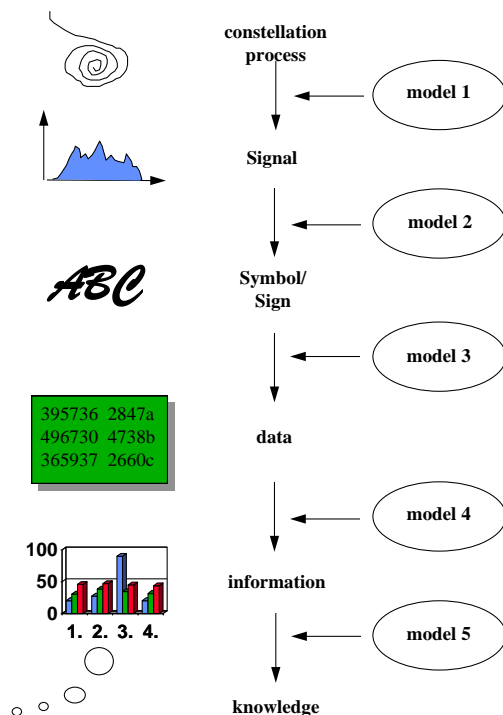 constellation
process
model 1
Signal
model 2
ABC
Symbol/
Sign
model 3
395736 2847a
496730 4738b
365937 2660c
data
model 4
100
50
0
1. 2. 3. 4.
information
model 5
knowledge